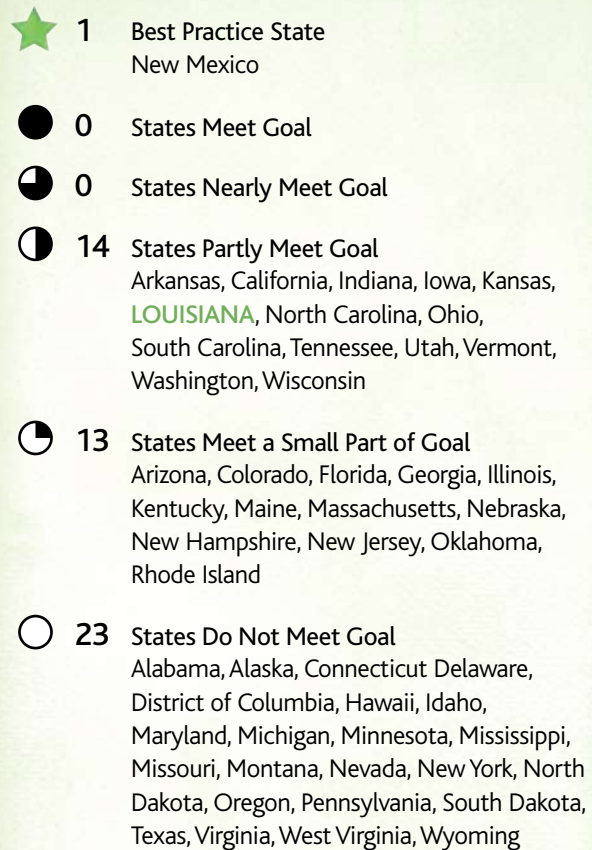 1 Best Practice State
New Mexico
0 States Meet Goal
0 States Nearly Meet Goal
14 States Partly Meet Goal
Arkansas, California, Indiana, Iowa, Kansas,
LOUISIANA, North Carolina, Ohio,
South Carolina, Tennessee, Utah, Vermont,
Washington, Wisconsin
13 States Meet a Small Part of Goal
Arizona, Colorado, Florida, Georgia, Illinois,
Kentucky, Maine, Massachusetts, Nebraska,
New Hampshire, New Jersey, Oklahoma,
Rhode Island
23 States Do Not Meet Goal
Alabama, Alaska, Connecticut Delaware,
District of Columbia, Hawaii, Idaho,
Maryland, Michigan, Minnesota, Mississippi,
Missouri, Montana, Nevada, New York, North
Dakota, Oregon, Pennsylvania, South Dakota,
Texas, Virginia, West Virginia, Wyoming